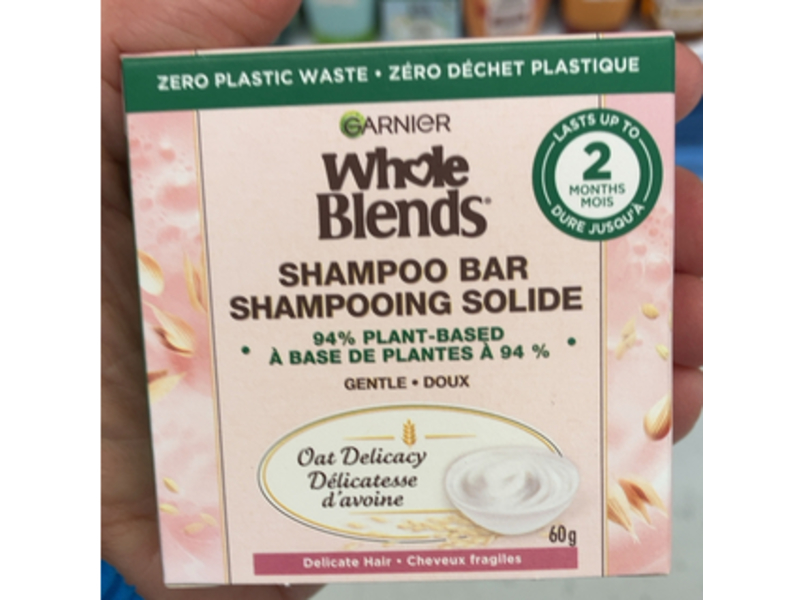 ZERO PLASTIC WASTE • ZÉRO DÉCHET PLASTIQUE
GARNIER
Whole
Blends®
LASTS UP TO
2
MONTHS
MOIS
DURE JUSQU'À
SHAMPOO BAR
SHAMPOOING SOLIDE
94% PLANT-BASED
• À BASE DE PLANTES À 94 % •
GENTLE • DOUX
Oat Delicacy
Délicatesse
d'avoine
60g
Delicate Hair • Cheveux fragiles